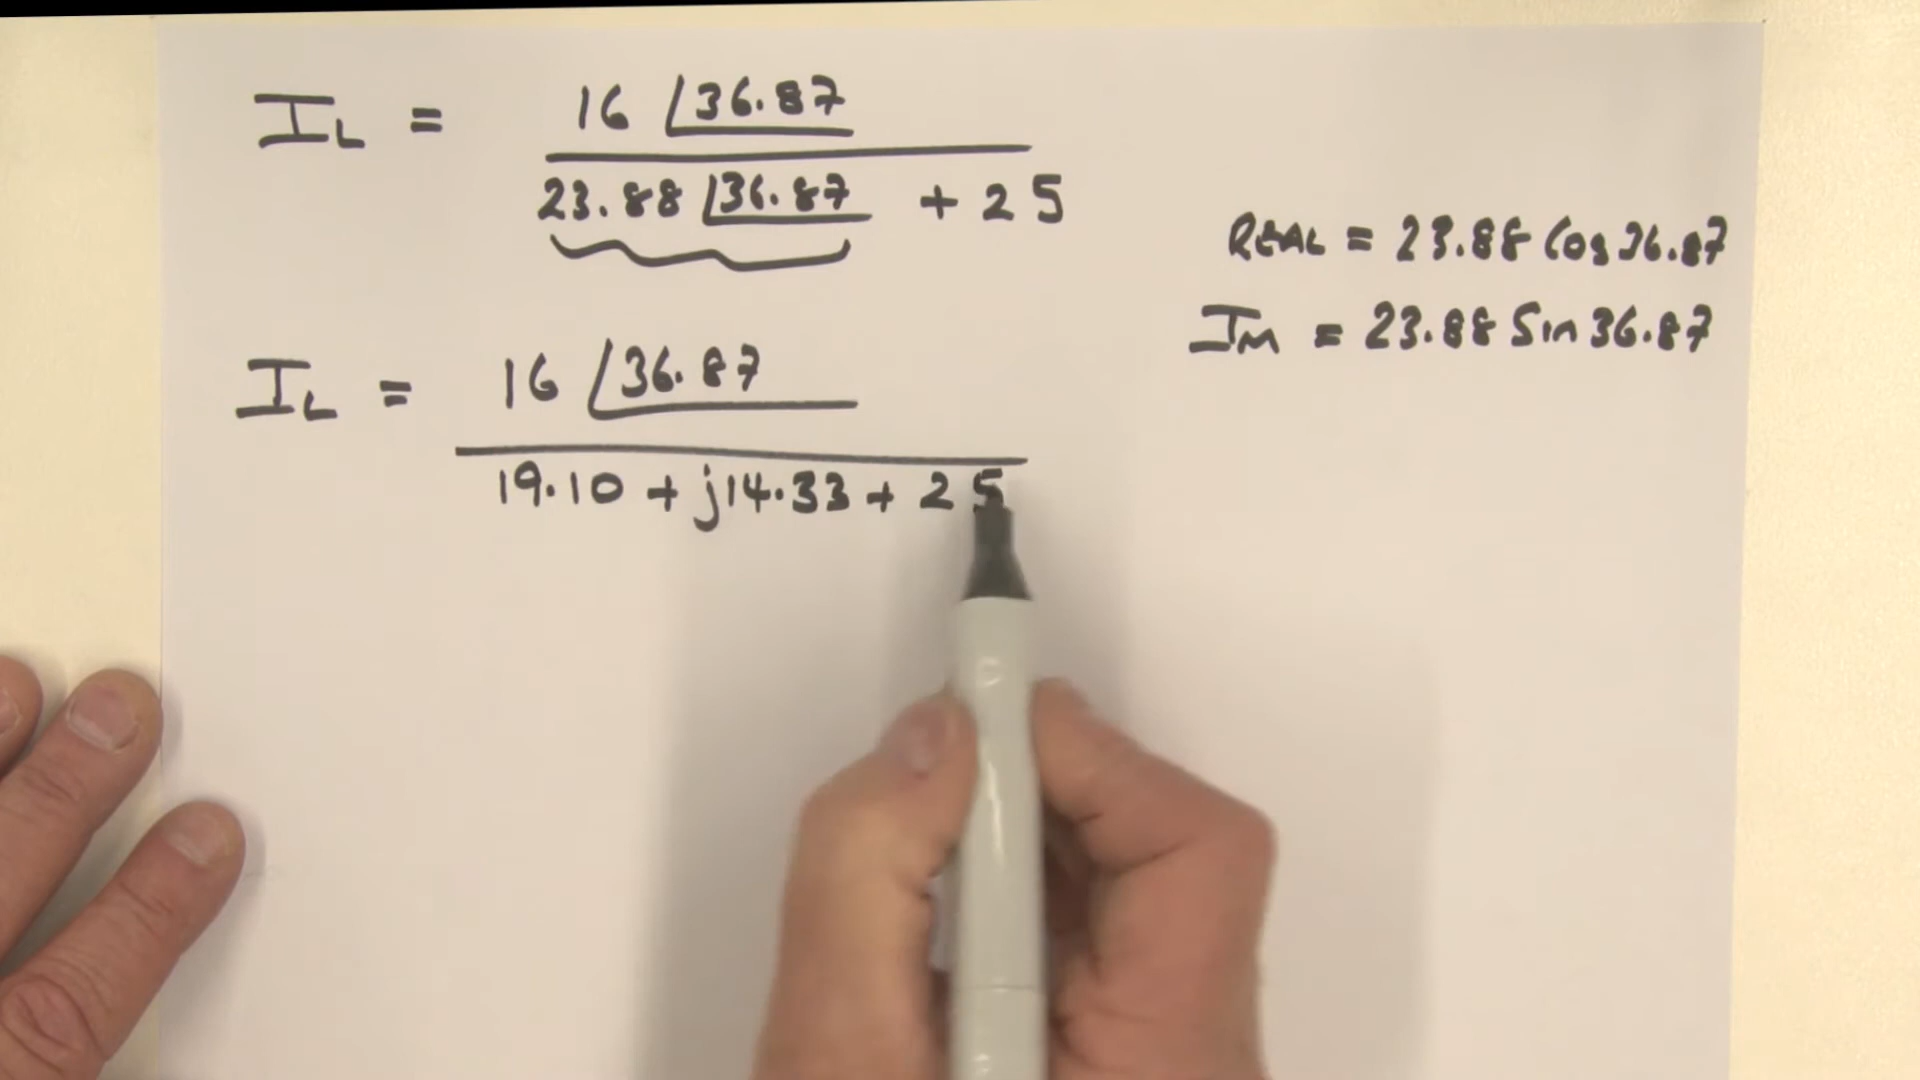 I_L = 16 ∠36.87
23.88 ∠36.87 + 25
REAL = 23.88 Cos 36.87
Im = 23.88 Sin 36.87
I_L = 16 ∠36.87
19.10 + j14.33 + 25